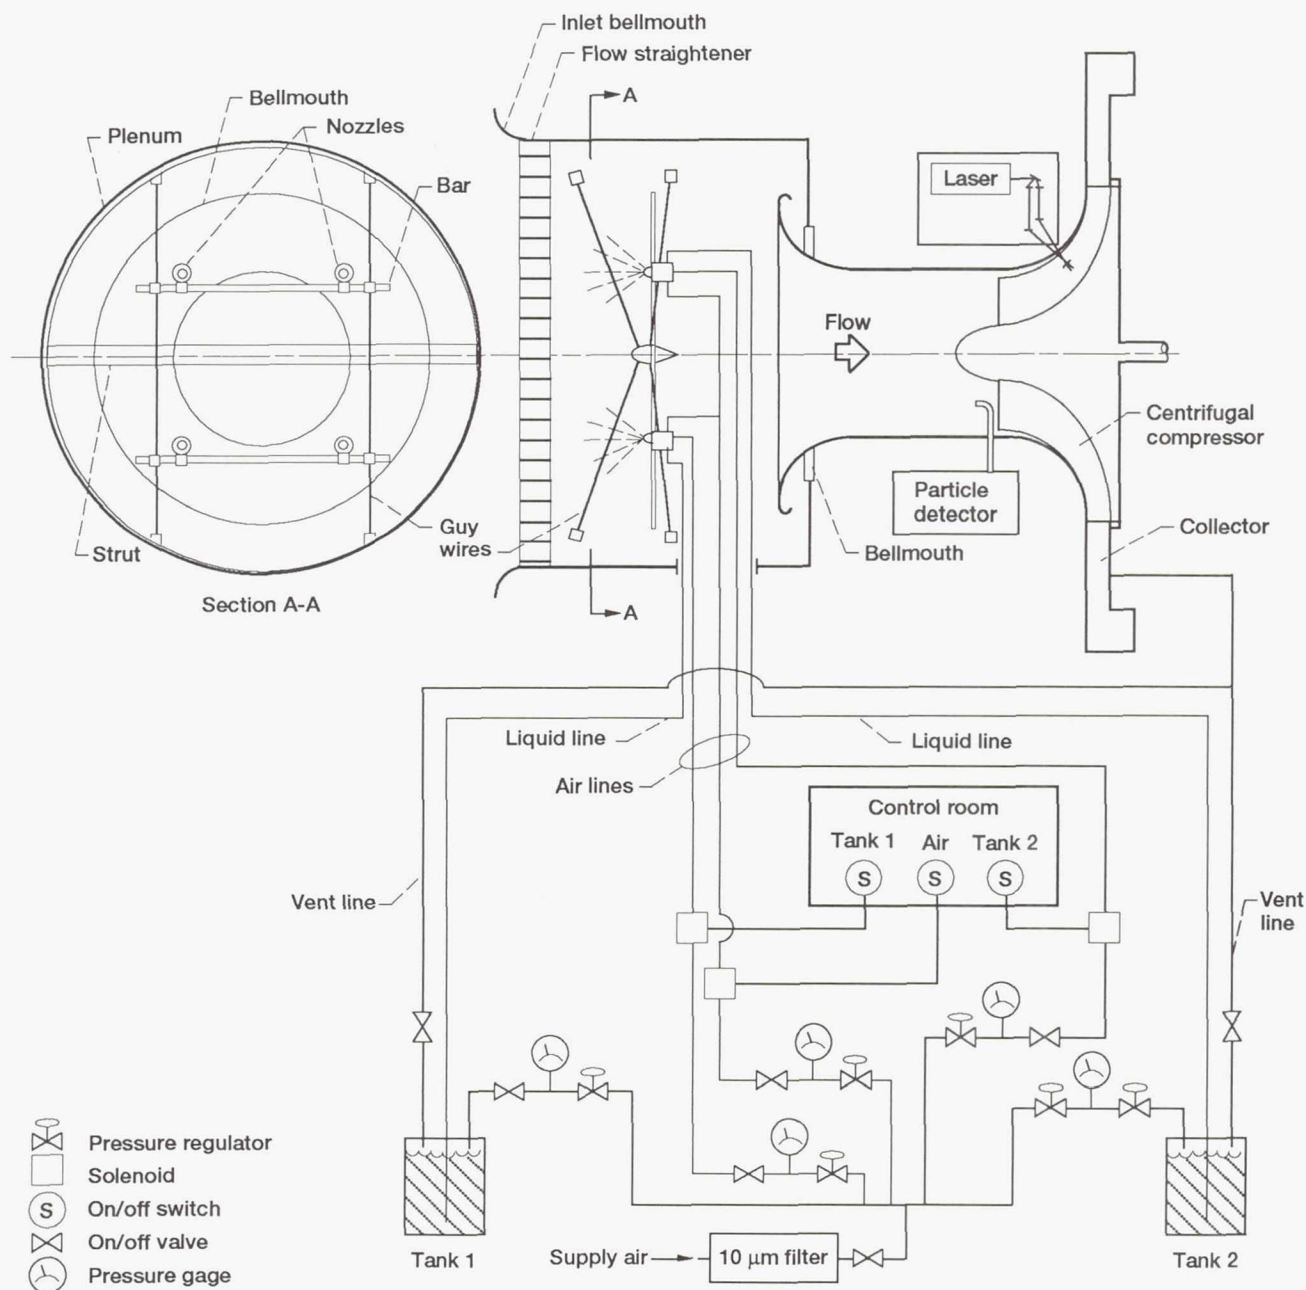 Inlet bellmouth
Flow straightener
A
Bellmouth
Nozzles
Plenum
Bar
Laser
Flow
Centrifugal
compressor
Particle
detector
Collector
Guy
wires
Bellmouth
Strut
Section A-A
A
Liquid line
Liquid line
Air lines
Control room
Tank 1
Air
Tank 2
S
S
S
Vent line
Vent
line
Pressure regulator
Solenoid
S
On/off switch
On/off valve
Pressure gage
Tank 1
Supply air
10 μm filter
Tank 2